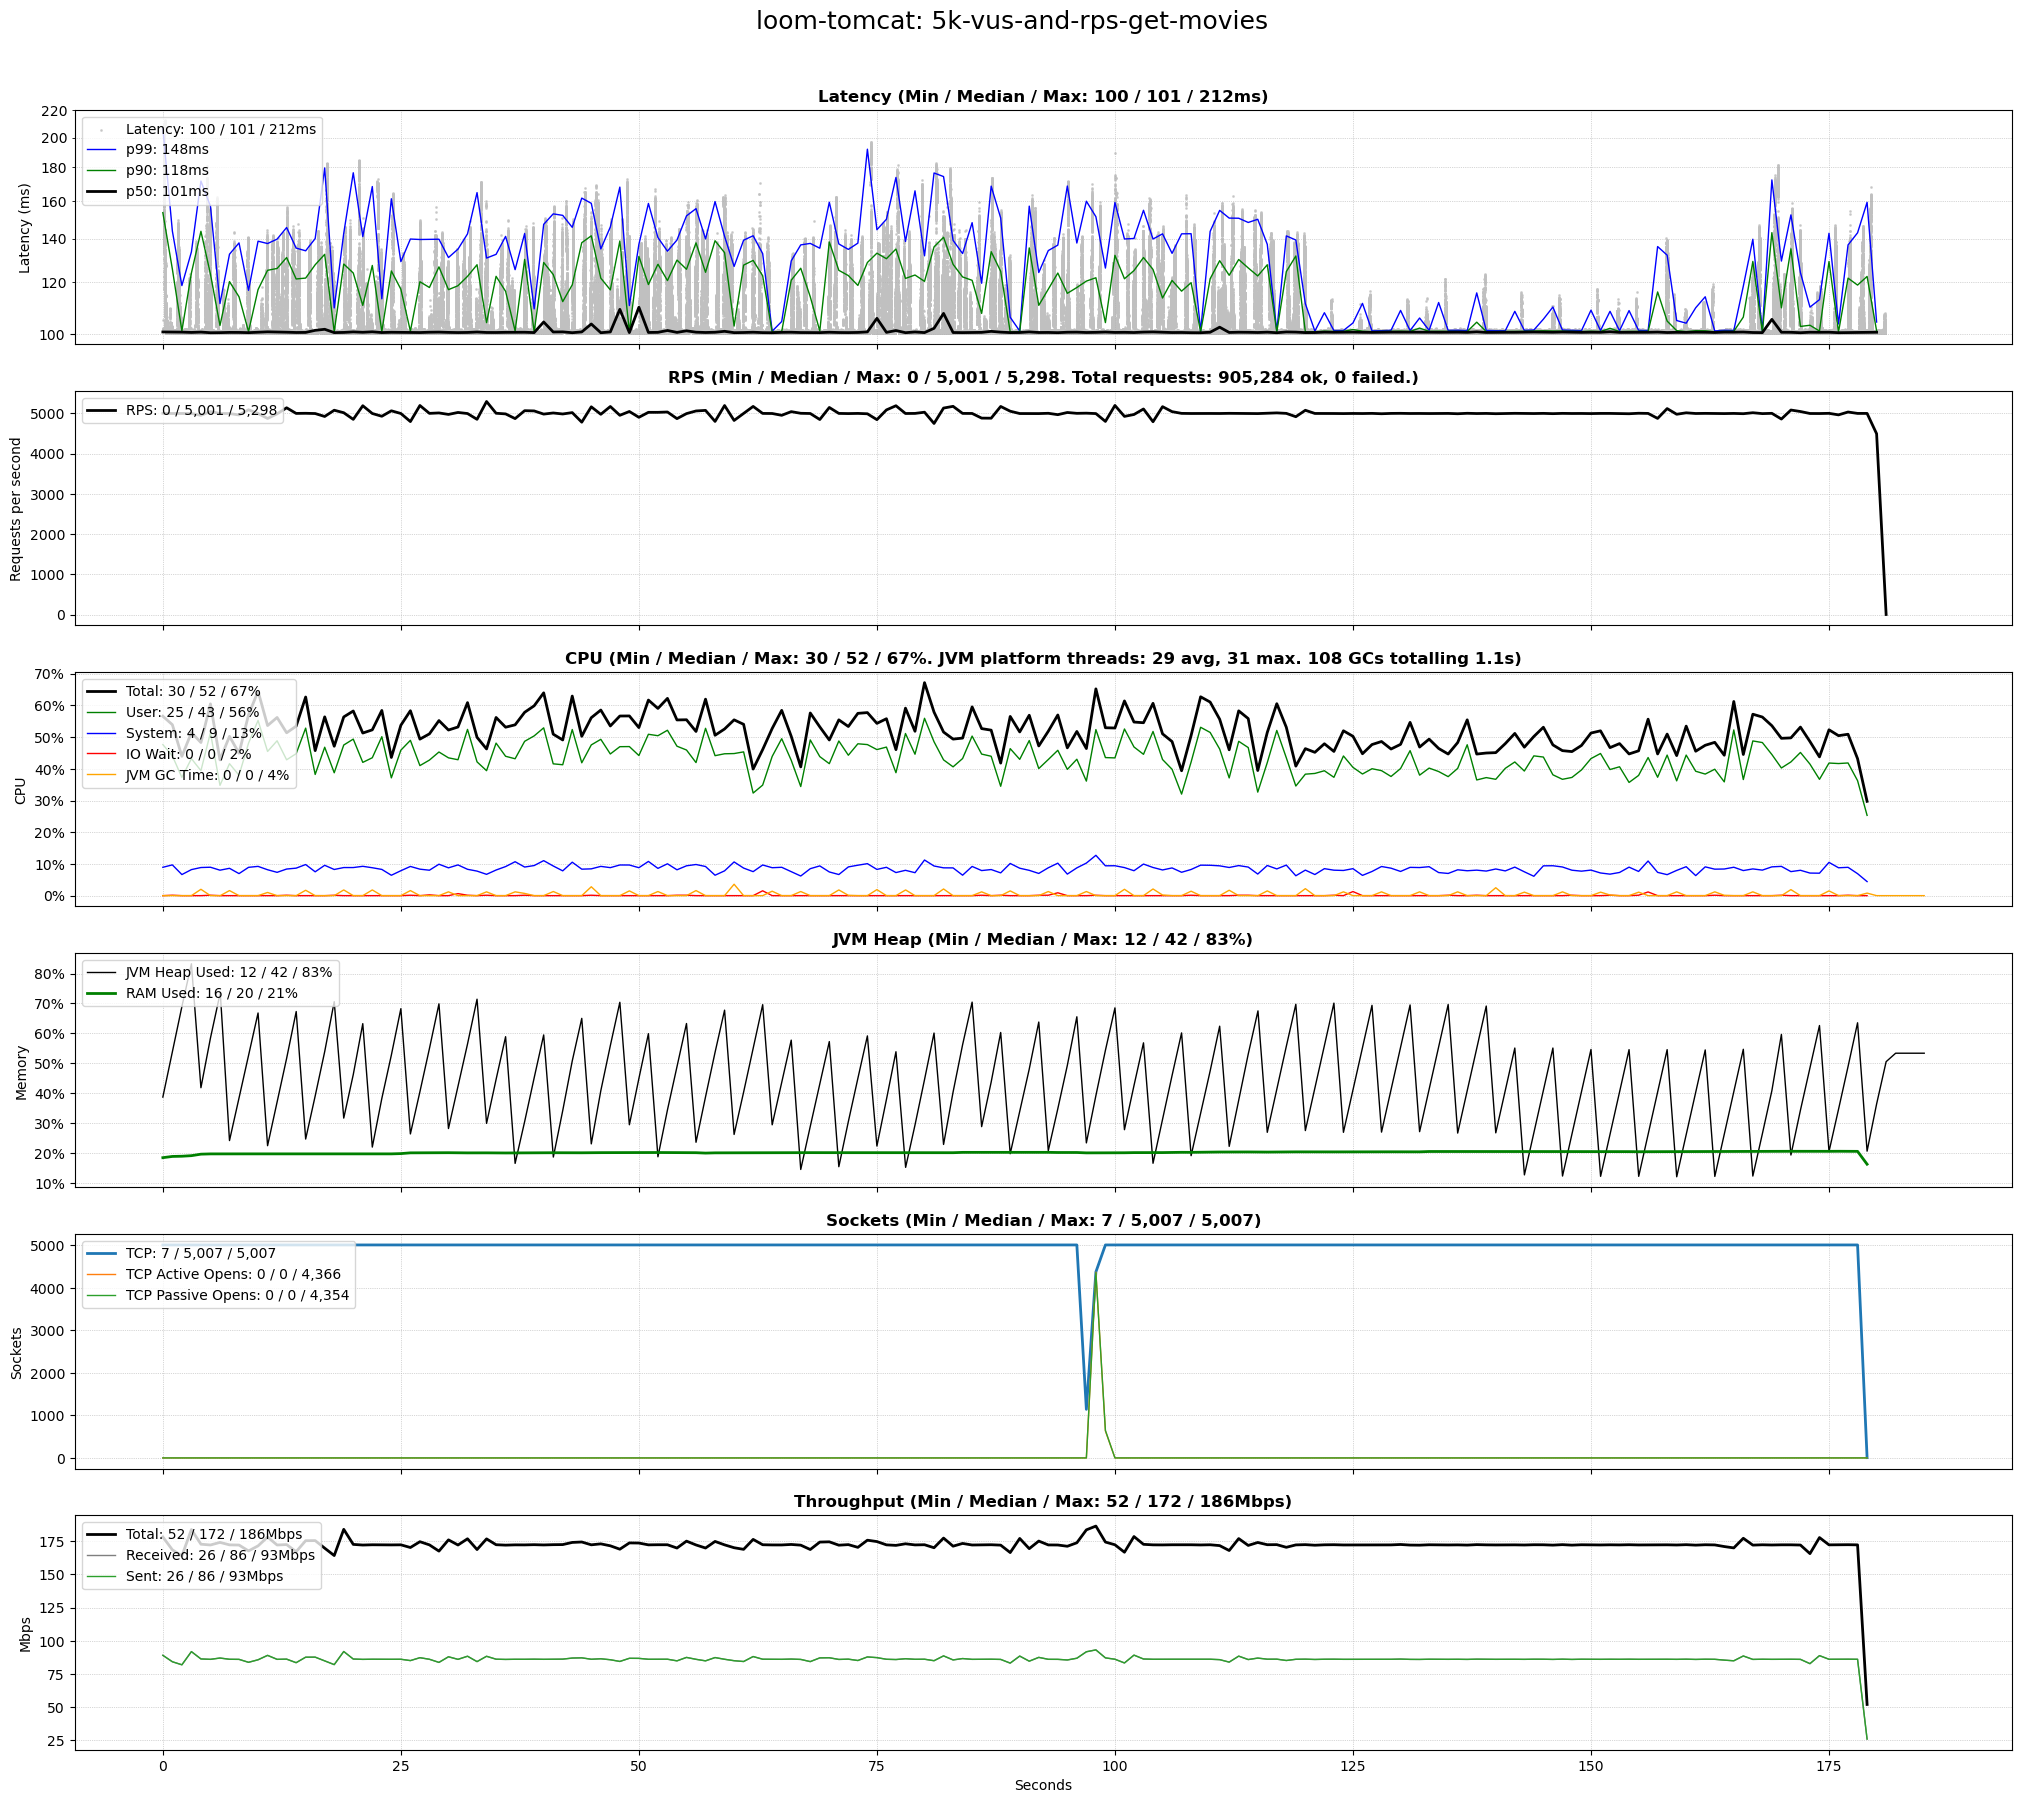 loom-tomcat: 5k-vus-and-rps-get-movies
Latency (Min / Median / Max: 100 / 101 / 212ms)
Latency (ms)
220
200
180
160
140
120
100
Latency: 100 / 101 / 212ms
p99: 148ms
p90: 118ms
p50: 101ms
RPS (Min / Median / Max: 0 / 5,001 / 5,298. Total requests: 905,284 ok, 0 failed.)
Requests per second
5000
4000
3000
2000
1000
0
RPS: 0 / 5,001 / 5,298
CPU (Min / Median / Max: 30 / 52 / 67%. JVM platform threads: 29 avg, 31 max. 108 GCs totalling 1.1s)
CPU
70%
60%
50%
40%
30%
20%
10%
0%
Total: 30 / 52 / 67%
User: 25 / 43 / 56%
System: 4 / 9 / 13%
IO Wait: 0 / 0 / 2%
JVM GC Time: 0 / 0 / 4%
JVM Heap (Min / Median / Max: 12 / 42 / 83%)
Memory
80%
70%
60%
50%
40%
30%
20%
10%
JVM Heap Used: 12 / 42 / 83%
RAM Used: 16 / 20 / 21%
Sockets (Min / Median / Max: 7 / 5,007 / 5,007)
Sockets
5000
4000
3000
2000
1000
0
TCP: 7 / 5,007 / 5,007
TCP Active Opens: 0 / 0 / 4,366
TCP Passive Opens: 0 / 0 / 4,354
Throughput (Min / Median / Max: 52 / 172 / 186Mbps)
Mbps
175
150
125
100
75
50
25
Total: 52 / 172 / 186Mbps
Received: 26 / 86 / 93Mbps
Sent: 26 / 86 / 93Mbps
0 25 50 75 100 125 150 175
Seconds